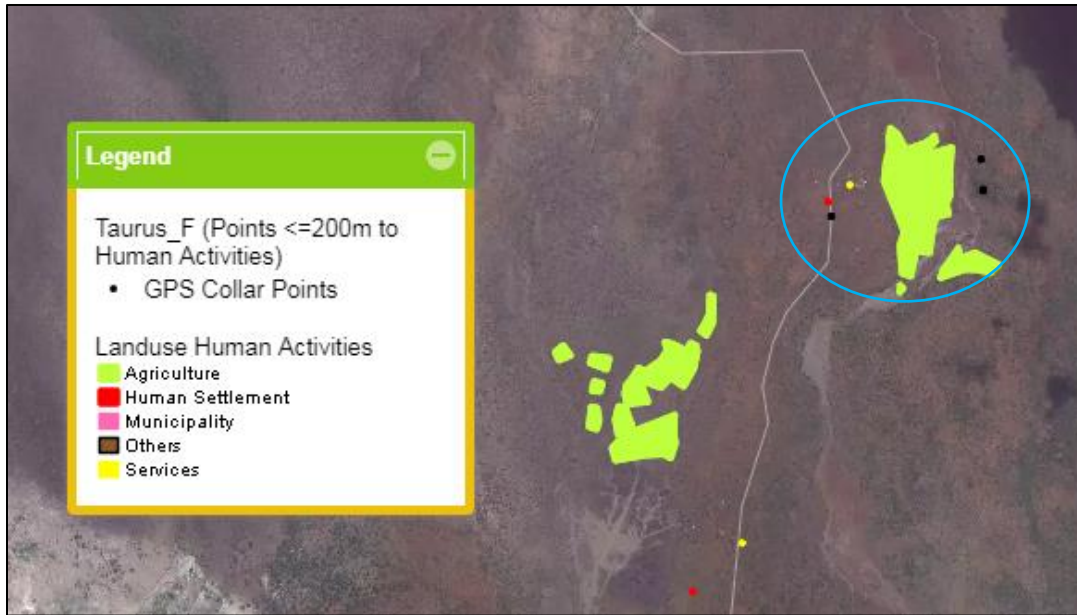 Legend
Taurus_F (Points <=200m to
Human Activities)
• GPS Collar Points
Landuse Human Activities
Agriculture
Human Settlement
Municipality
Others
Services